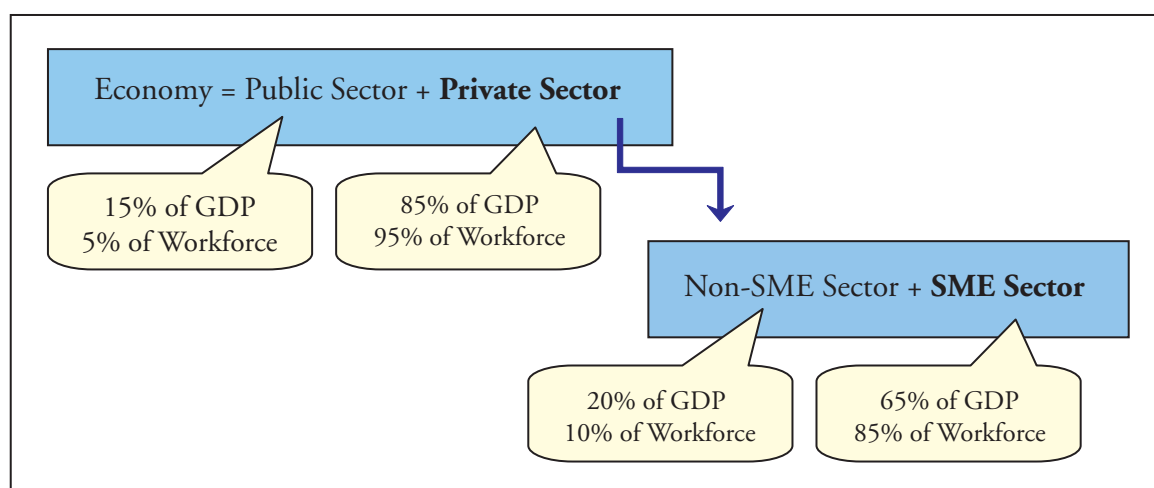 Economy = Public Sector + Private Sector
15% of GDP
5% of Workforce
85% of GDP
95% of Workforce
Non-SME Sector + SME Sector
20% of GDP
10% of Workforce
65% of GDP
85% of Workforce